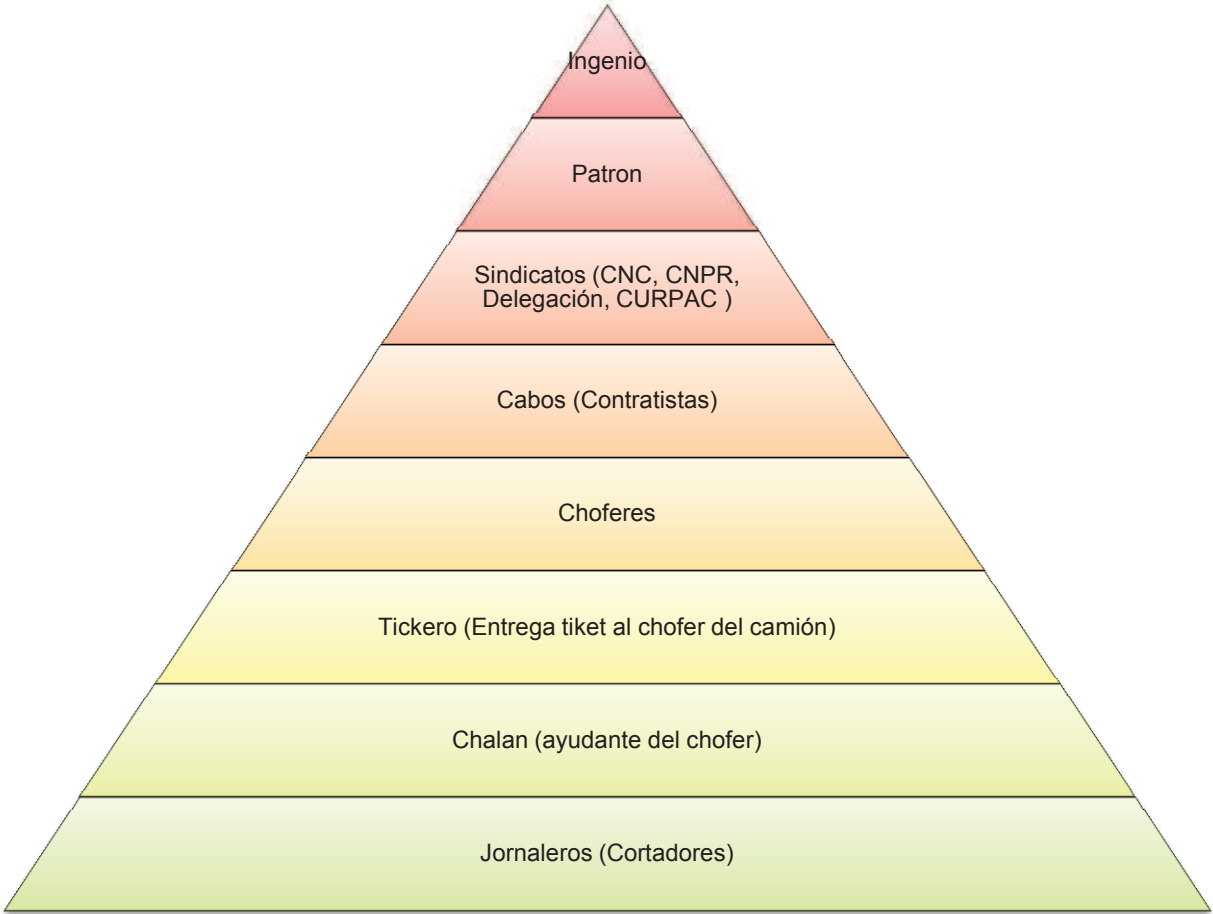 Ingenio
Patron
Sindicatos (CNC, CNPR,
Delegación, CURPAC )
Cabos (Contratistas)
Choferes
Tickero (Entrega tiket al chofer del camión)
Chalan (ayudante del chofer)
Jornaleros (Cortadores)